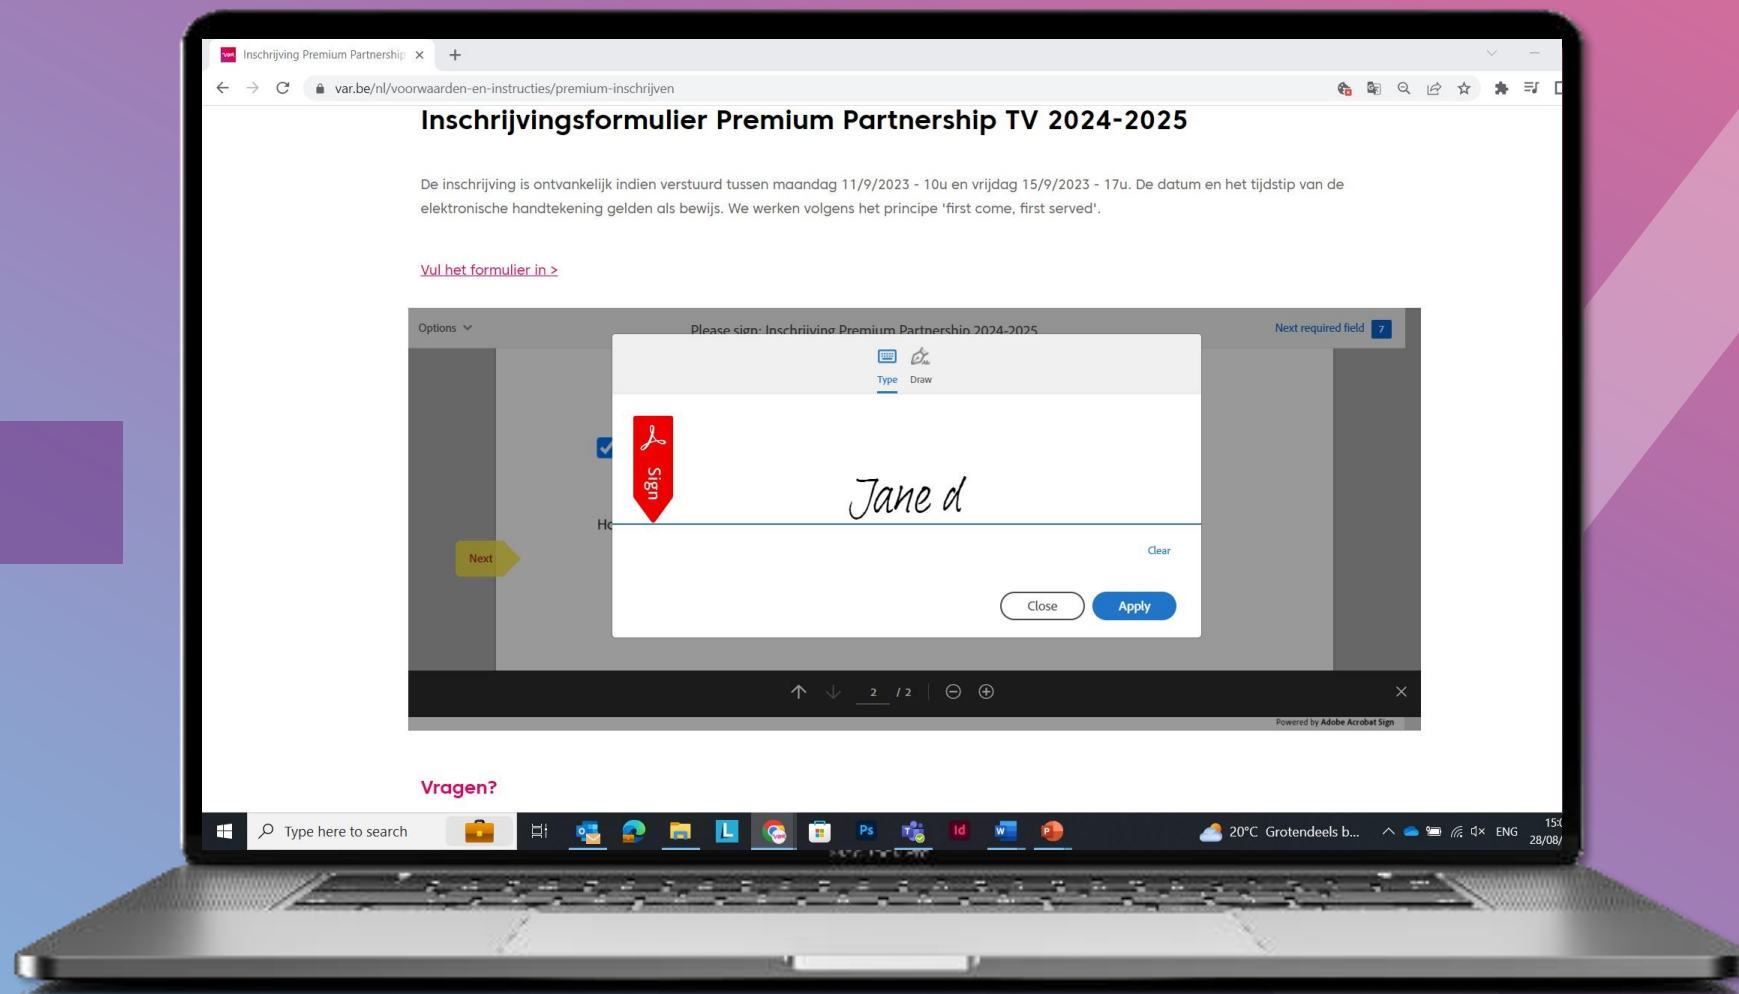 Inschrijving Premium Partnership
var.be/nl/voorwaarden-en-instructies/premium-inschrijven
Inschrijvingsformulier Premium Partnership TV 2024-2025
De inschrijving is ontvankelijk indien verstuurd tussen maandag 11/9/2023 - 10u en vrijdag 15/9/2023 - 17u. De datum en het tijdstip van de
elektronische handtekening gelden als bewijs. We werken volgens het principe 'first come, first served'.
Vul het formulier in >
Options
Please sign: Inschrijving Premium Partnership 2024-2025
Next required field 7
Type Draw
Sign
Jane d
Next
Clear
Close Apply
2 / 2
Powered by Adobe Acrobat Sign
Vragen?
Type here to search
L
Ps
Id
20°C Grotendeels b...
ENG
28/08/